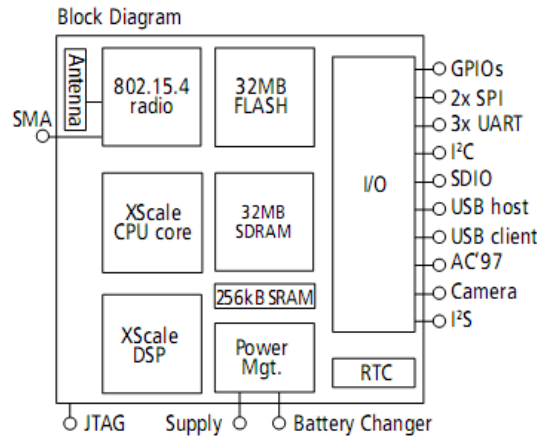 Block Diagram
Antenna
802.15.4
radio
32MB
FLASH
SMA
XScale
CPU core
32MB
SDRAM
256kB SRAM
XScale
DSP
Power
Mgt.
I/O
RTC
GPIOs
2x SPI
3x UART
I²C
SDIO
USB host
USB client
AC'97
Camera
I²S
JTAG
Supply
Battery Changer